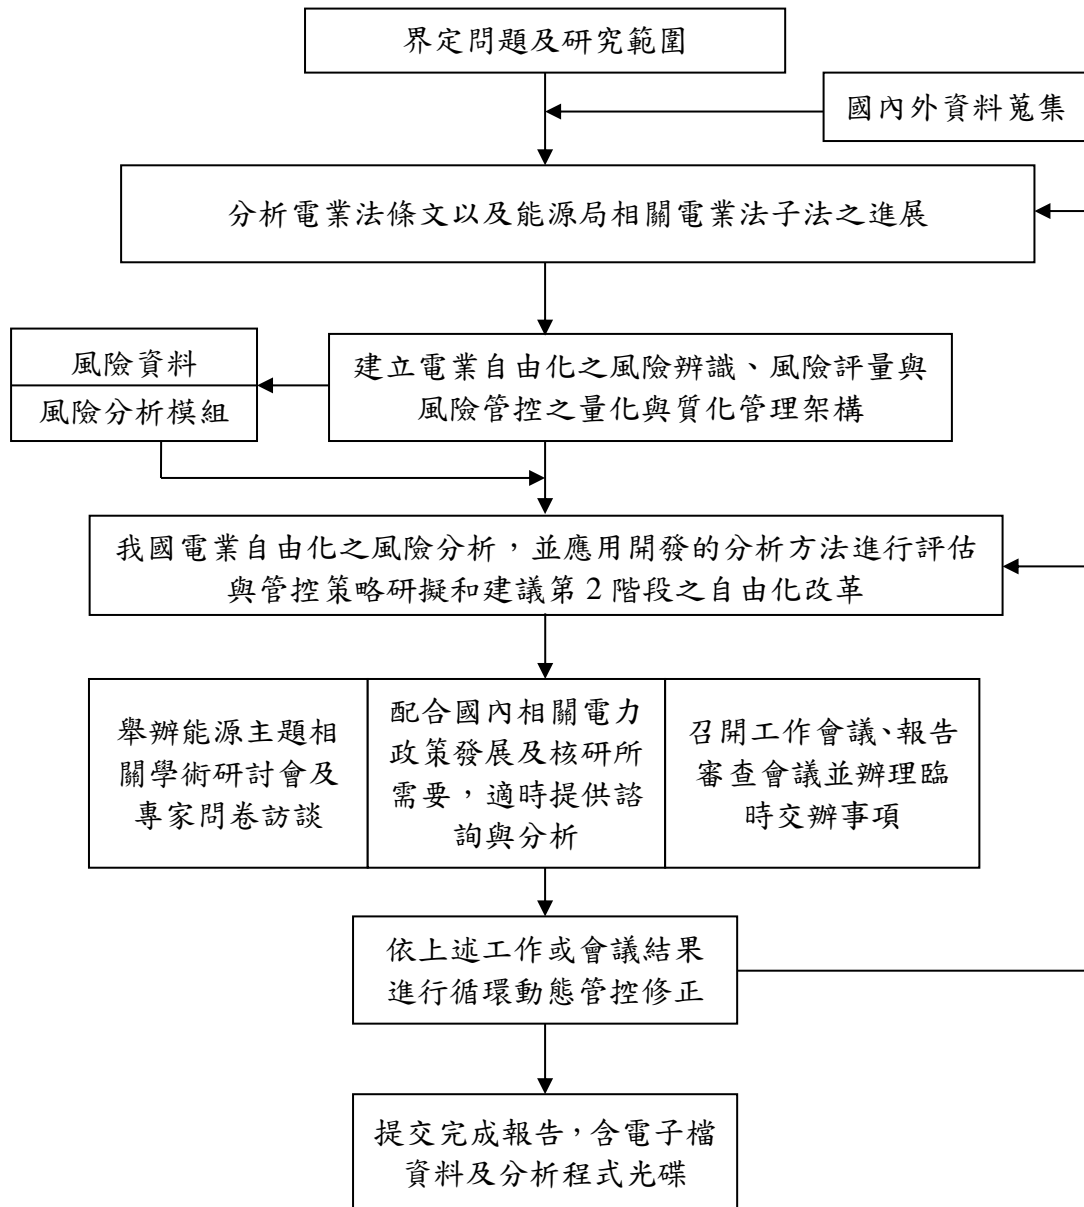 界定問題及研究範圍
國內外資料蒐集
分析電業法條文以及能源局相關電業法子法之進展
風險資料
風險分析模組
建立電業自由化之風險辨識、風險評量與
風險管控之量化與質化管理架構
我國電業自由化之風險分析，並應用開發的分析方法進行評估
與管控策略研擬和建議第 2 階段之自由化改革
舉辦能源主題相
關學術研討會及
專家問卷訪談
配合國內相關電力
政策發展及核研所
需要，適時提供諮
詢與分析
召開工作會議、報告
審查會議並辦理臨
時交辦事項
依上述工作或會議結果
進行循環動態管控修正
提交完成報告，含電子檔
資料及分析程式光碟